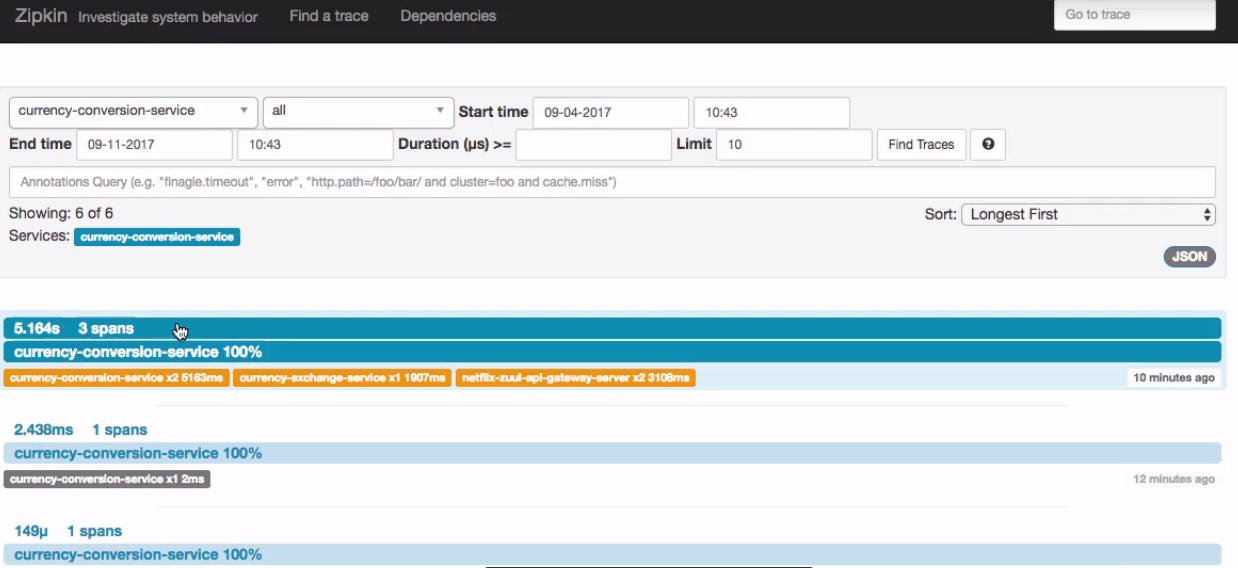 Zipkin Investigate system behavior Find a trace Dependencies Go to trace
currency-conversion-service all Start time 09-04-2017 10:43
End time 09-11-2017 10:43 Duration (μs) >= Limit 10 Find Traces ?
Annotations Query (e.g. "finagle.timeout", "error", "http.path=/foo/bar/ and cluster=foo and cache.miss")
Showing: 6 of 6 Sort: Longest First
Services: currency-conversion-service
JSON
5.164s 3 spans
currency-conversion-service 100%
currency-conversion-service x2 5163ms currency-exchange-service x1 1907ms netflix-zuul-api-gateway-server x2 3108ms 10 minutes ago
2.438ms 1 spans
currency-conversion-service 100%
currency-conversion-service x1 2ms 12 minutes ago
149μ 1 spans
currency-conversion-service 100%